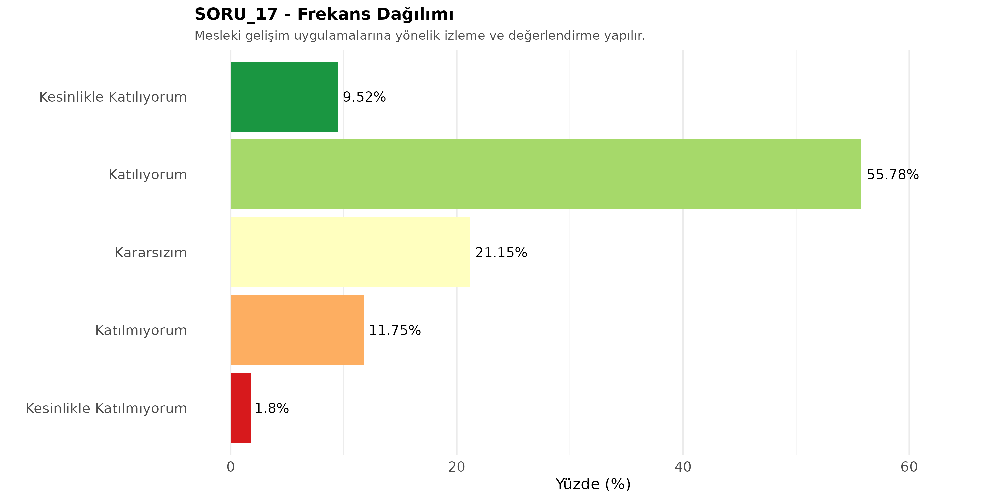 SORU_17 - Frekans Dağılımı
Mesleki gelişim uygulamalarına yönelik izleme ve değerlendirme yapılır.
Kesinlikle Katılıyorum
9.52%
Katılıyorum
55.78%
Kararsızım
21.15%
Katılmıyorum
11.75%
Kesinlikle Katılmıyorum
1.8%
0
20
40
60
Yüzde (%)